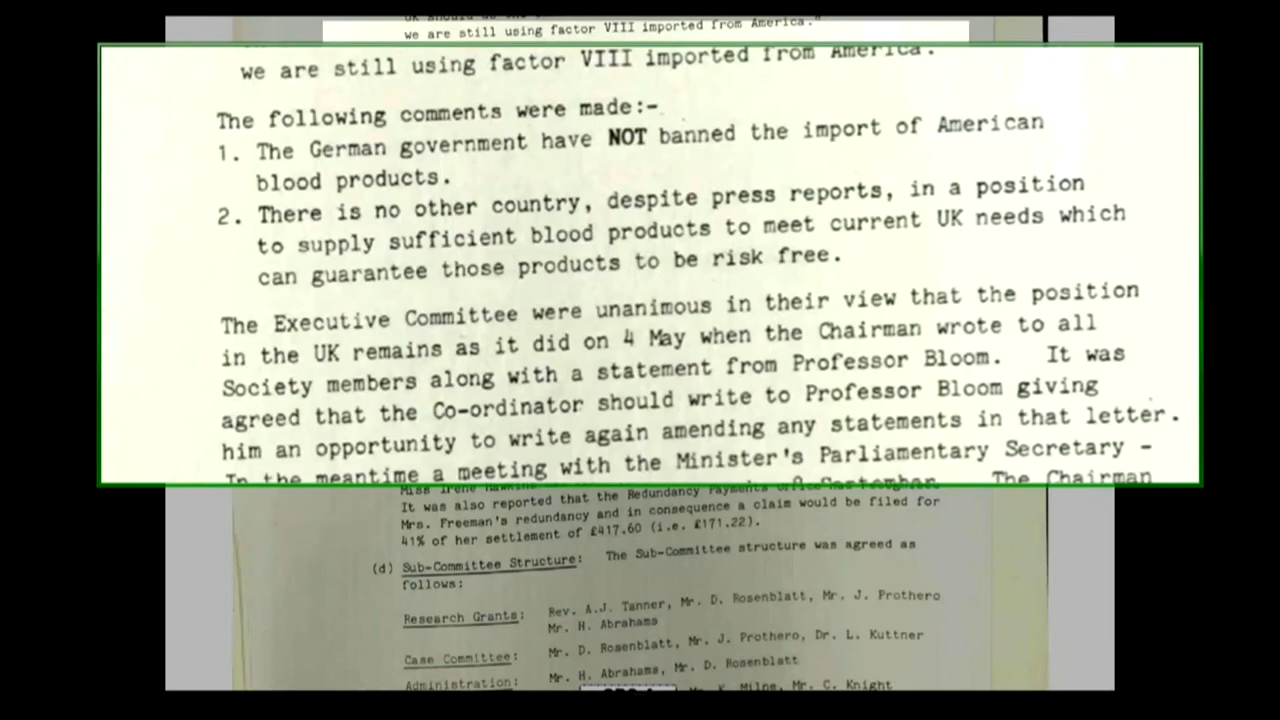 we are still using factor VIII imported from America."
we are still using factor VIII imported from America.
The following comments were made:-
1. The German government have NOT banned the import of American
blood products.
2. There is no other country, despite press reports, in a position
to supply sufficient blood products to meet current UK needs which
can guarantee those products to be risk free.
The Executive Committee were unanimous in their view that the position
in the UK remains as it did on 4 May when the Chairman wrote to all
Society members along with a statement from Professor Bloom. It was
agreed that the Co-ordinator should write to Professor Bloom giving
him an opportunity to write again amending any statements in that letter.
In the meantime a meeting with the Minister's Parliamentary Secretary -
September. The Chairman
Miss Irene
It was also reported that the Redundancy Payments
Mrs. Freeman's redundancy and in consequence a claim would be filed for
41% of her settlement of £417.60 (i.e. £171.22).
(d) Sub-Committee Structure: The Sub-Committee structure was agreed as
follows:
Research Grants: Rev. A.J. Tanner, Mr. D. Rosenblatt, Mr. J. Prothero
Mr. H. Abrahams
Case Committee: Mr. D. Rosenblatt, Mr. J. Prothero, Dr. L. Kuttner
Administration: Mr. H. Abrahams, Mr. D. Rosenblatt
Mr. K. Milne, Mr. C. Knight